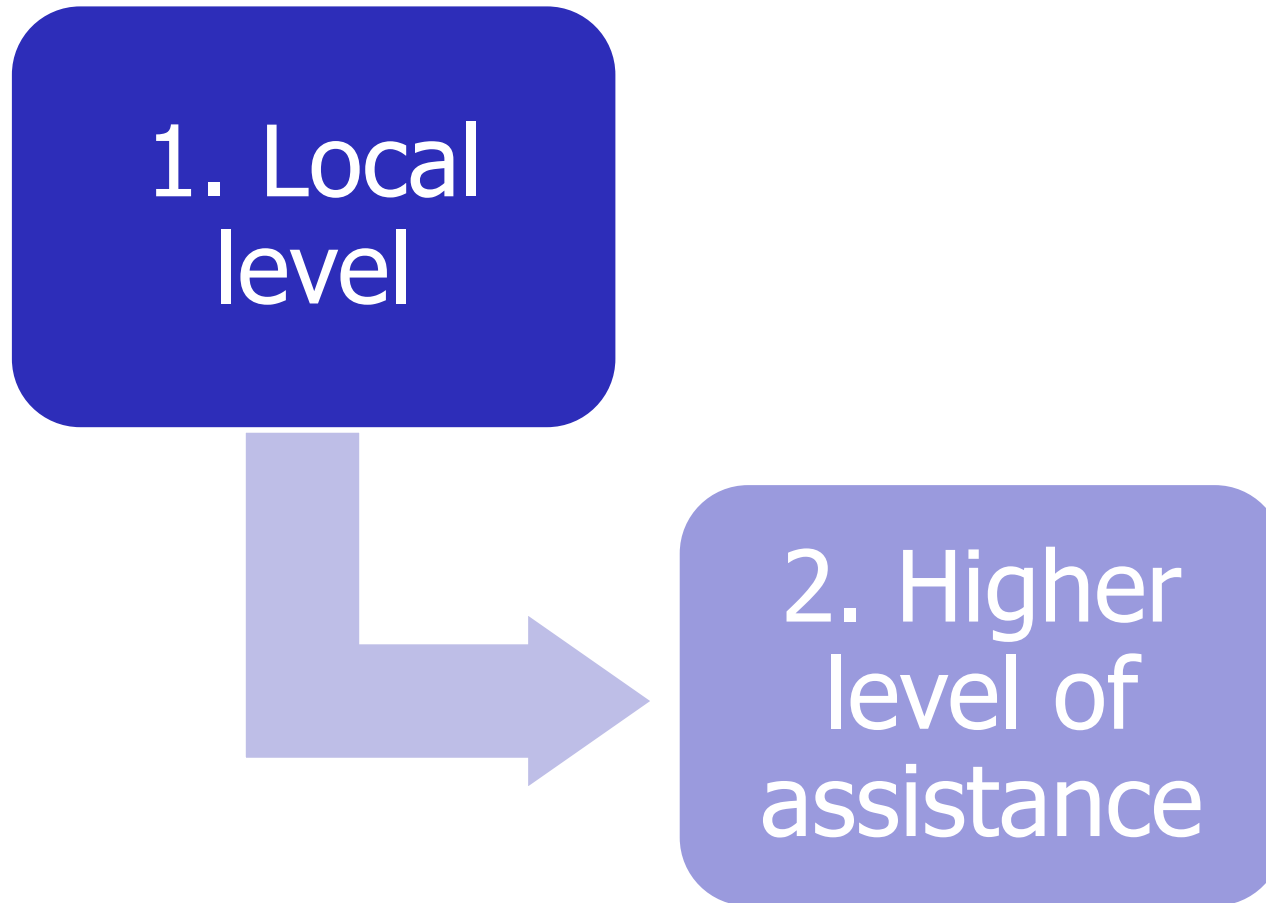 1. Local
level
2. Higher
level of
assistance